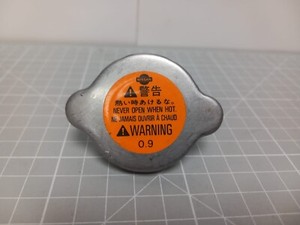 ⚠警告
熱い時あけるな。
NEVER OPEN WHEN HOT.
NE JAMAIS OUVRIR À CHAUD
⚠WARNING
0.9